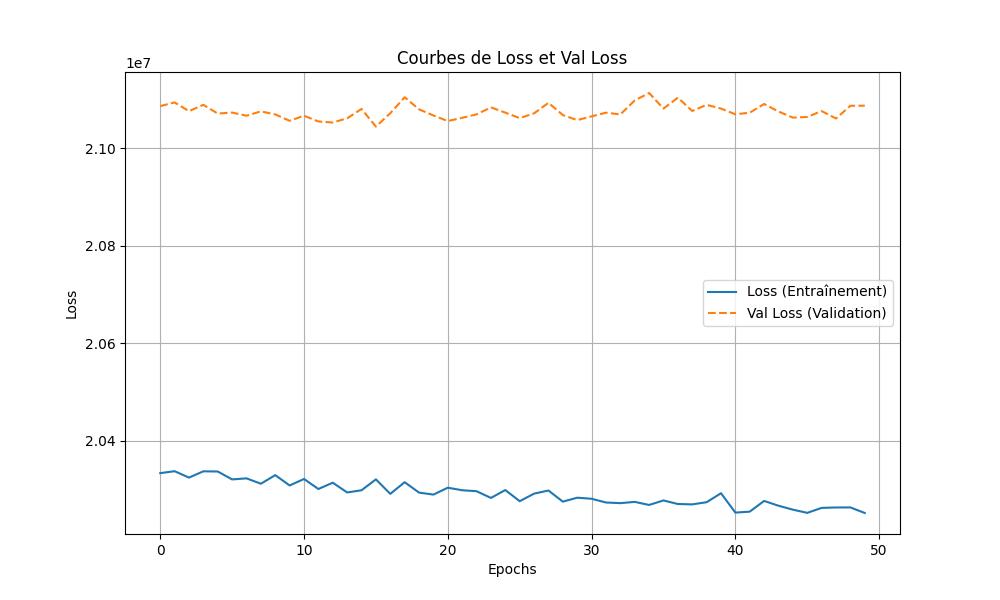 Courbes de Loss et Val Loss
1e7
2.10
2.08
2.06
2.04
Loss
Loss (Entraînement)
Val Loss (Validation)
0 10 20 30 40 50
Epochs